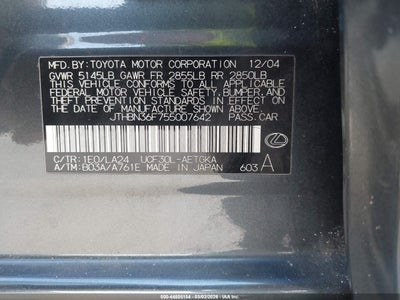 MFD.BY:TOYOTA MOTOR CORPORATION 12/04
GVWR 5145LB GAWR FR 2855LB RR 2850LB
THIS VEHICLE CONFORMS TO ALL APPLICABLE
FEDERAL MOTOR VEHICLE SAFETY, BUMPER, AND
THEFT PREVENTION STANDARDS IN EFFECT ON
THE DATE OF MANUFACTURE SHOWN ABOVE.
JTHBN36F755007642 PASS.CAR
C/TR:1E0/LA24 UCF30L-AETGKA A
A/TM:B03A/A761E MADE IN JAPAN 603